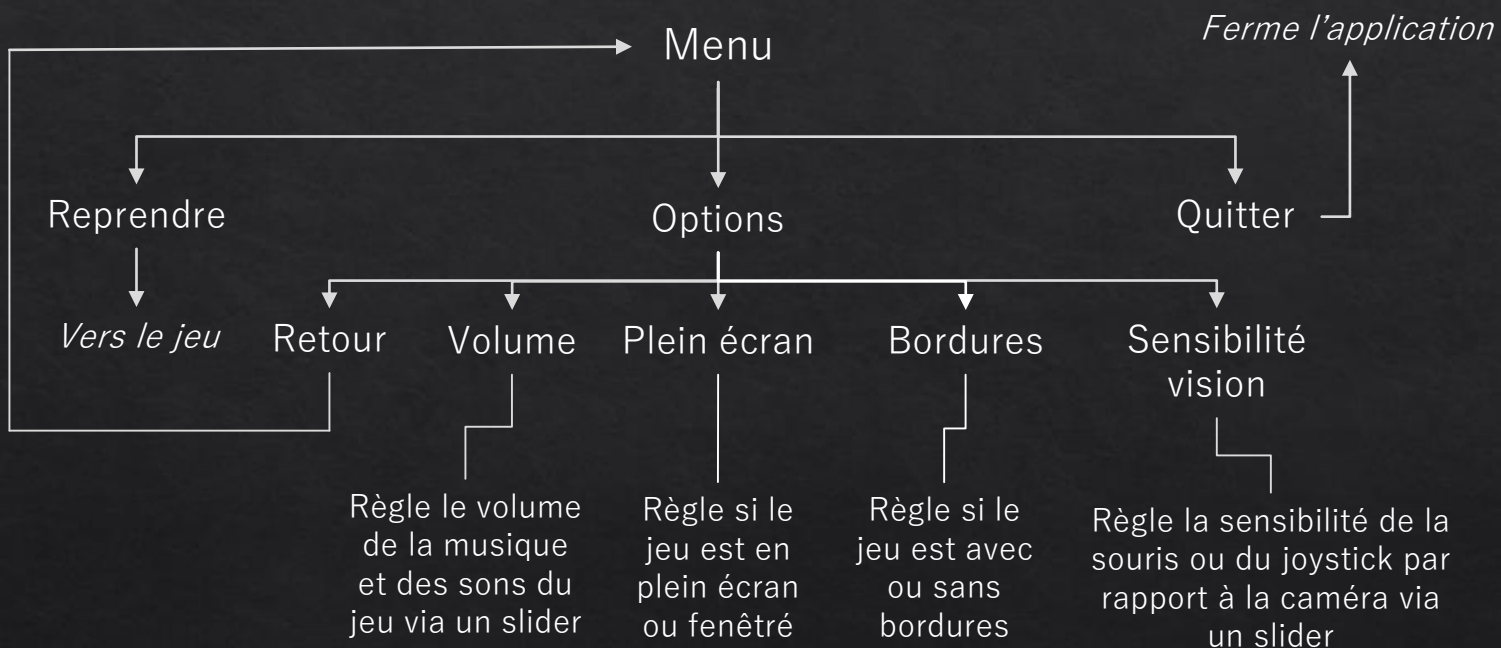 Ferme l’application
Menu
Reprendre
Options
Quitter
Vers le jeu
Retour
Volume
Plein écran
Bordures
Sensibilité
vision
Règle le volume
de la musique
et des sons du
jeu via un slider
Règle si le
jeu est en
plein écran
ou fenêtré
Règle si le
jeu est avec
ou sans
bordures
Règle la sensibilité de la
souris ou du joystick par
rapport à la caméra via
un slider